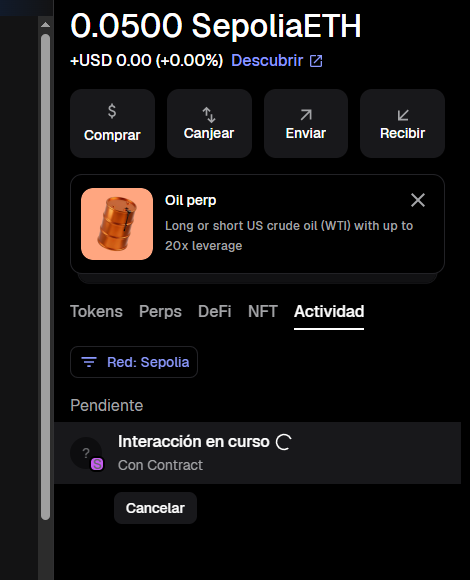 0.0500 SepoliaETH
+USD 0.00 (+0.00%) Descubrir
$
Comprar
Canjear
Enviar
Recibir
Oil perp
Long or short US crude oil (WTI) with up to
20x leverage
Tokens Perps DeFi NFT Actividad
Red: Sepolia
Pendiente
?
S
Interacción en curso
Con Contract
Cancelar